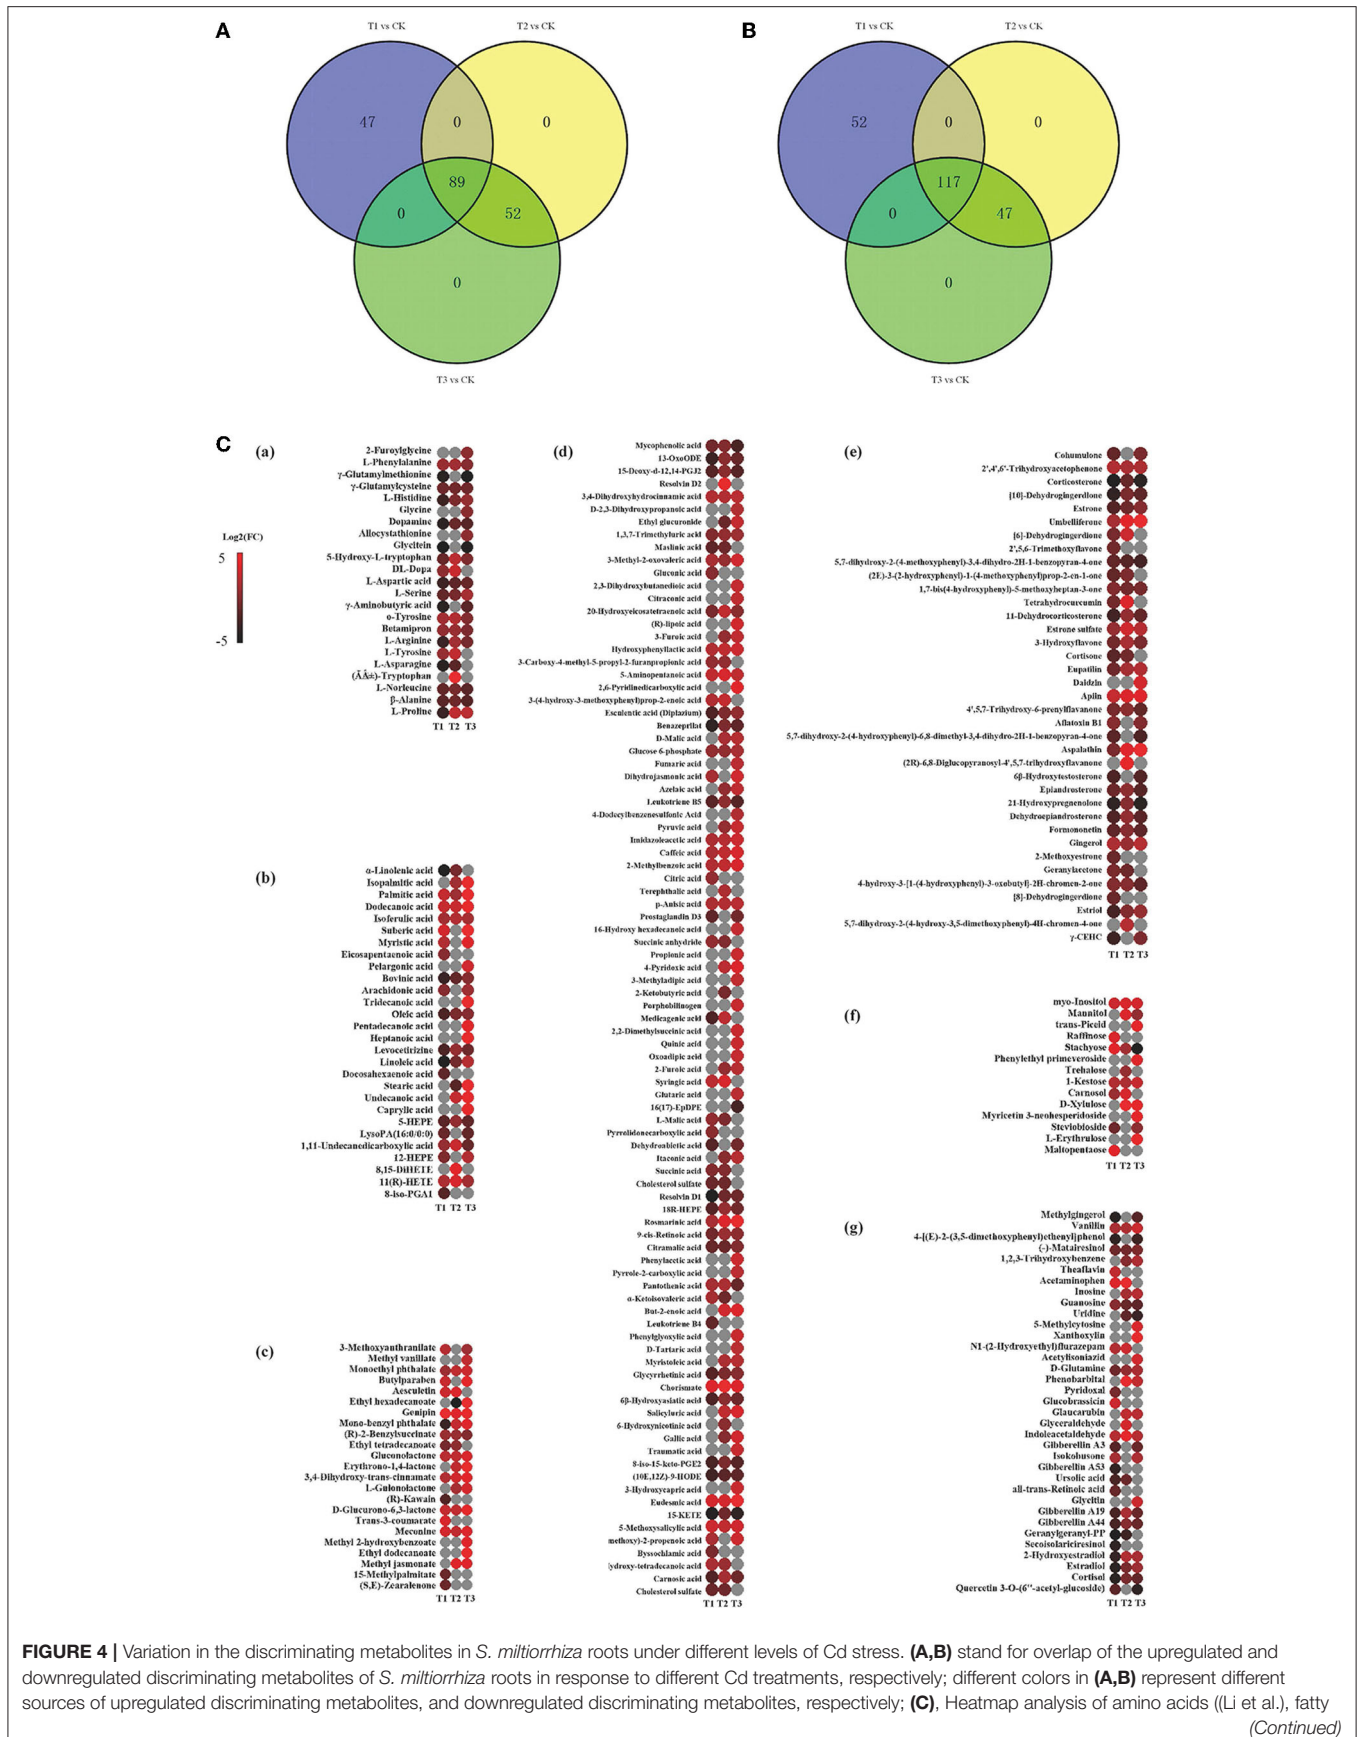 A
T1 vs CK
T2 vs CK
47
0
0
89
0
52
0
T3 vs CK
B
T1 vs CK
T2 vs CK
52
0
0
117
0
47
0
T3 vs CK
C
Log2(FC)
5
-5
(a)
2-Furoylglycine
L-Phenylalanine
γ-Glutamylmethionine
γ-Glutamylcysteine
L-Histidine
Glycine
Dopamine
Allocystathionine
Glycitein
5-Hydroxy-L-tryptophan
DL-Dopa
L-Aspartic acid
L-Serine
γ-Aminobutyric acid
o-Tyrosine
Betamipron
L-Arginine
L-Tyrosine
L-Asparagine
(ÃÂ±)-Tryptophan
L-Norleucine
β-Alanine
L-Proline
T1 T2 T3
(b)
α-Linolenic acid
Isopalmitic acid
Palmitic acid
Dodecanoic acid
Isoferulic acid
Suberic acid
Myristic acid
Eicosapentaenoic acid
Pelargonic acid
Bovinic acid
Arachidonic acid
Tridecanoic acid
Oleic acid
Pentadecanoic acid
Heptanoic acid
Levocetirizine
Linoleic acid
Docosahexaenoic acid
Stearic acid
Undecanoic acid
Caprylic acid
5-HEPE
LysoPA(16:0/0:0)
1,11-Undecanedicarboxylic acid
12-HEPE
8,15-DiHETE
11(R)-HETE
8-iso-PGA1
T1 T2 T3
(c)
3-Methoxyanthranilate
Methyl vanillate
Monoethyl phthalate
Butylparaben
Aesculetin
Ethyl hexadecanoate
Genipin
Mono-benzyl phthalate
(R)-2-Benzylsuccinate
Ethyl tetradecanoate
Gluconolactone
Erythrono-1,4-lactone
3,4-Dihydroxy-trans-cinnamate
L-Gulonolactone
(R)-Kawain
D-Glucurono-6,3-lactone
Trans-3-coumarate
Meconine
Methyl 2-hydroxybenzoate
Ethyl dodecanoate
Methyl jasmonate
15-Methylpalmitate
(S,E)-Zearalenone
T1 T2 T3
(d)
Mycophenolic acid
13-OxoODE
15-Deoxy-d-12,14-PGJ2
Resolvin D2
3,4-Dihydroxyhydrocinnamic acid
D-2,3-Dihydroxypropanoic acid
Ethyl glucuronide
1,3,7-Trimethyluric acid
Maslinic acid
3-Methyl-2-oxovaleric acid
Gluconic acid
2,3-Dihydroxybutanedioic acid
Citraconic acid
20-Hydroxyeicosatetraenoic acid
(R)-lipoic acid
3-Furoic acid
Hydroxyphenyllactic acid
3-Carboxy-4-methyl-5-propyl-2-furanpropionic acid
5-Aminopentanoic acid
2,6-Pyridinedicarboxylic acid
3-(4-hydroxy-3-methoxyphenyl)prop-2-enoic acid
Esculentic acid (Diplazium)
Benazeprilat
D-Malic acid
Glucose 6-phosphate
Fumaric acid
Dihydrojasmonic acid
Azelaic acid
Leukotriene B5
4-Dodecylbenzenesulfonic Acid
Pyruvic acid
Imidazoleacetic acid
Caffeic acid
2-Methylbenzoic acid
Citric acid
Terephthalic acid
p-Anisic acid
Prostaglandin D3
16-Hydroxy hexadecanoic acid
Succinic anhydride
Propionic acid
4-Pyridoxic acid
3-Methyladipic acid
2-Ketobutyric acid
Porphobilinogen
Medicagenic acid
2,2-Dimethylsuccinic acid
Quinic acid
Oxoadipic acid
2-Furoic acid
Syringic acid
Glutaric acid
16(17)-EpDPE
L-Malic acid
Pyrrolidonecarboxylic acid
Dehydroabietic acid
Itaconic acid
Succinic acid
Cholesterol sulfate
Resolvin D1
18R-HEPE
Rosmarinic acid
9-cis-Retinoic acid
Citramalic acid
Phenylacetic acid
Pyrrole-2-carboxylic acid
Pantothenic acid
α-Ketoisovaleric acid
But-2-enoic acid
Leukotriene B4
Phenylglyoxylic acid
D-Tartaric acid
Myristoleic acid
Glycyrrhetinic acid
Chorismate
6β-Hydroxyasiatic acid
Salicyluric acid
6-Hydroxynicotinic acid
Gallic acid
Traumatic acid
8-iso-15-keto-PGE2
(10E,12Z)-9-HODE
3-Hydroxycapric acid
Eudesmic acid
15-KETE
5-Methoxysalicylic acid
methoxy)-2-propenoic acid
Byssochlamic acid
lydroxy-tetradecanoic acid
Carnosic acid
Cholesterol sulfate
T1 T2 T3
(e)
Cohumulone
2',4',6'-Trihydroxyacetophenone
Corticosterone
[10]-Dehydrogingerdione
Estrone
Umbelliferone
[6]-Dehydrogingerdione
2',5,6-Trimethoxyflavone
5,7-dihydroxy-2-(4-methoxyphenyl)-3,4-dihydro-2H-1-benzopyran-4-one
(2E)-3-(2-hydroxyphenyl)-1-(4-methoxyphenyl)prop-2-en-1-one
1,7-bis(4-hydroxyphenyl)-5-methoxyheptan-3-one
Tetrahydrocurcumin
11-Dehydrocorticosterone
Estrone sulfate
3-Hydroxyflavone
Cortisone
Eupatilin
Daidzin
Apiin
4',5,7-Trihydroxy-6-prenylflavanone
Aflatoxin B1
5,7-dihydroxy-2-(4-hydroxyphenyl)-6,8-dimethyl-3,4-dihydro-2H-1-benzopyran-4-one
Aspalathin
(2R)-6,8-Diglucopyranosyl-4',5,7-trihydroxyflavanone
6β-Hydroxytestosterone
Epiandrosterone
21-Hydroxypregnenolone
Dehydroepiandrosterone
Formononetin
Gingerol
2-Methoxyestrone
Geranylacetone
4-hydroxy-3-[1-(4-hydroxyphenyl)-3-oxobutyl]-2H-chromen-2-one
[8]-Dehydrogingerdione
Estriol
5,7-dihydroxy-2-(4-hydroxy-3,5-dimethoxyphenyl)-4H-chromen-4-one
γ-CEHC
T1 T2 T3
(f)
myo-Inositol
Mannitol
trans-Piceid
Raffinose
Stachyose
Phenylethyl primeveroside
Trehalose
1-Kestose
Carnosol
D-Xylulose
Myricetin 3-neohesperidoside
Steviobioside
L-Erythrulose
Maltopentaose
T1 T2 T3
(g)
Methylgingerol
Vanillin
4-[(E)-2-(3,5-dimethoxyphenyl)ethenyl]phenol
(-)-Matairesinol
1,2,3-Trihydroxybenzene
Theaflavin
Acetaminophen
Inosine
Guanosine
Uridine
5-Methylcytosine
Xanthoxylin
N1-(2-Hydroxyethyl)flurazepam
Acetylisoniazid
D-Glutamine
Phenobarbital
Pyridoxal
Glucobrassicin
Glaucarubin
Glyceraldehyde
Indoleacetaldehyde
Gibberellin A3
Isokobusone
Gibberellin A53
Ursolic acid
all-trans-Retinoic acid
Glycitin
Gibberellin A19
Gibberellin A44
Geranylgeranyl-PP
Secoisolariciresinol
2-Hydroxyestradiol
Estradiol
Cortisol
Quercetin 3-O-(6''-acetyl-glucoside)
T1 T2 T3
FIGURE 4 | Variation in the discriminating metabolites in S. miltiorrhiza roots under different levels of Cd stress. (A,B) stand for overlap of the upregulated and
downregulated discriminating metabolites of S. miltiorrhiza roots in response to different Cd treatments, respectively; different colors in (A,B) represent different
sources of upregulated discriminating metabolites, and downregulated discriminating metabolites, respectively; (C), Heatmap analysis of amino acids ((Li et al.), fatty
(Continued)